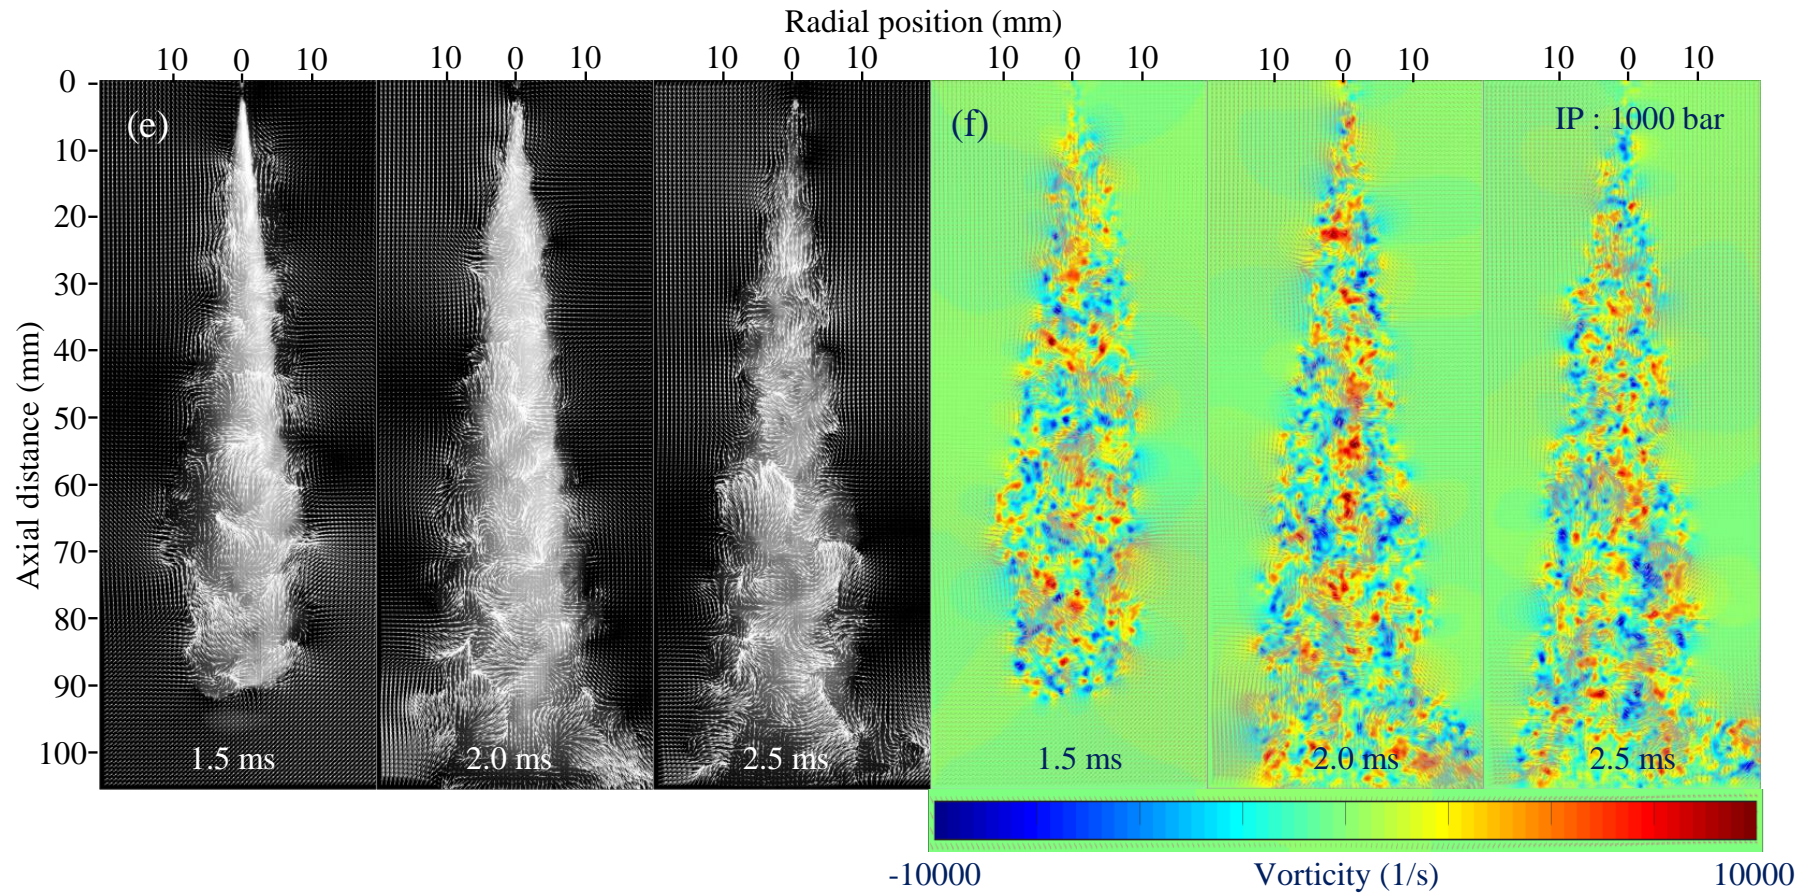 Radial position (mm)
10 0 10 10 0 10 10 0 10 10 0 10 10 0 10 10 0 10
Axial distance (mm)
0
10
20
30
40
50
60
70
80
90
100
(e)
(f)
IP : 1000 bar
1.5 ms 2.0 ms 2.5 ms 1.5 ms 2.0 ms 2.5 ms
-10000 Vorticity (1/s) 10000